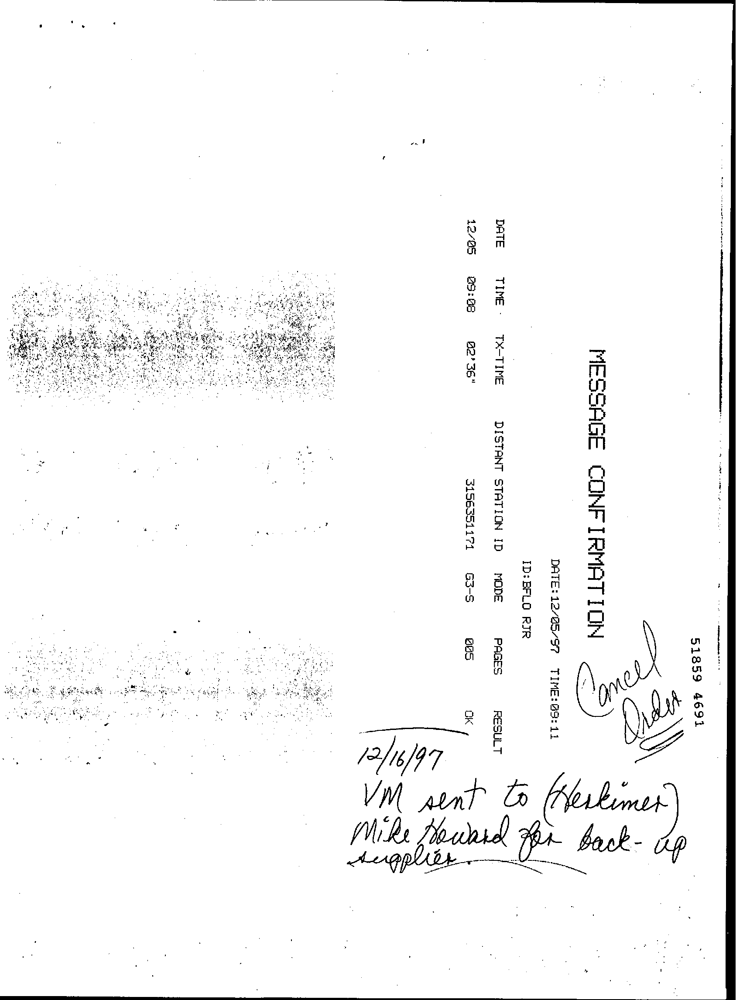 51859 4691
MESSAGE CONFIRMATION
Cancel
Order
DATE:12/05/97 TIME:09:11
ID:BFLO RJR
DATE TIME TX-TIME DISTANT STATION ID MODE PAGES RESULT
12/05 09:08 02'36" 3156351171 G3-S 005 OK
12/16/97
VM sent to (Herkimer)
Mike Howard for back-up
supplier.